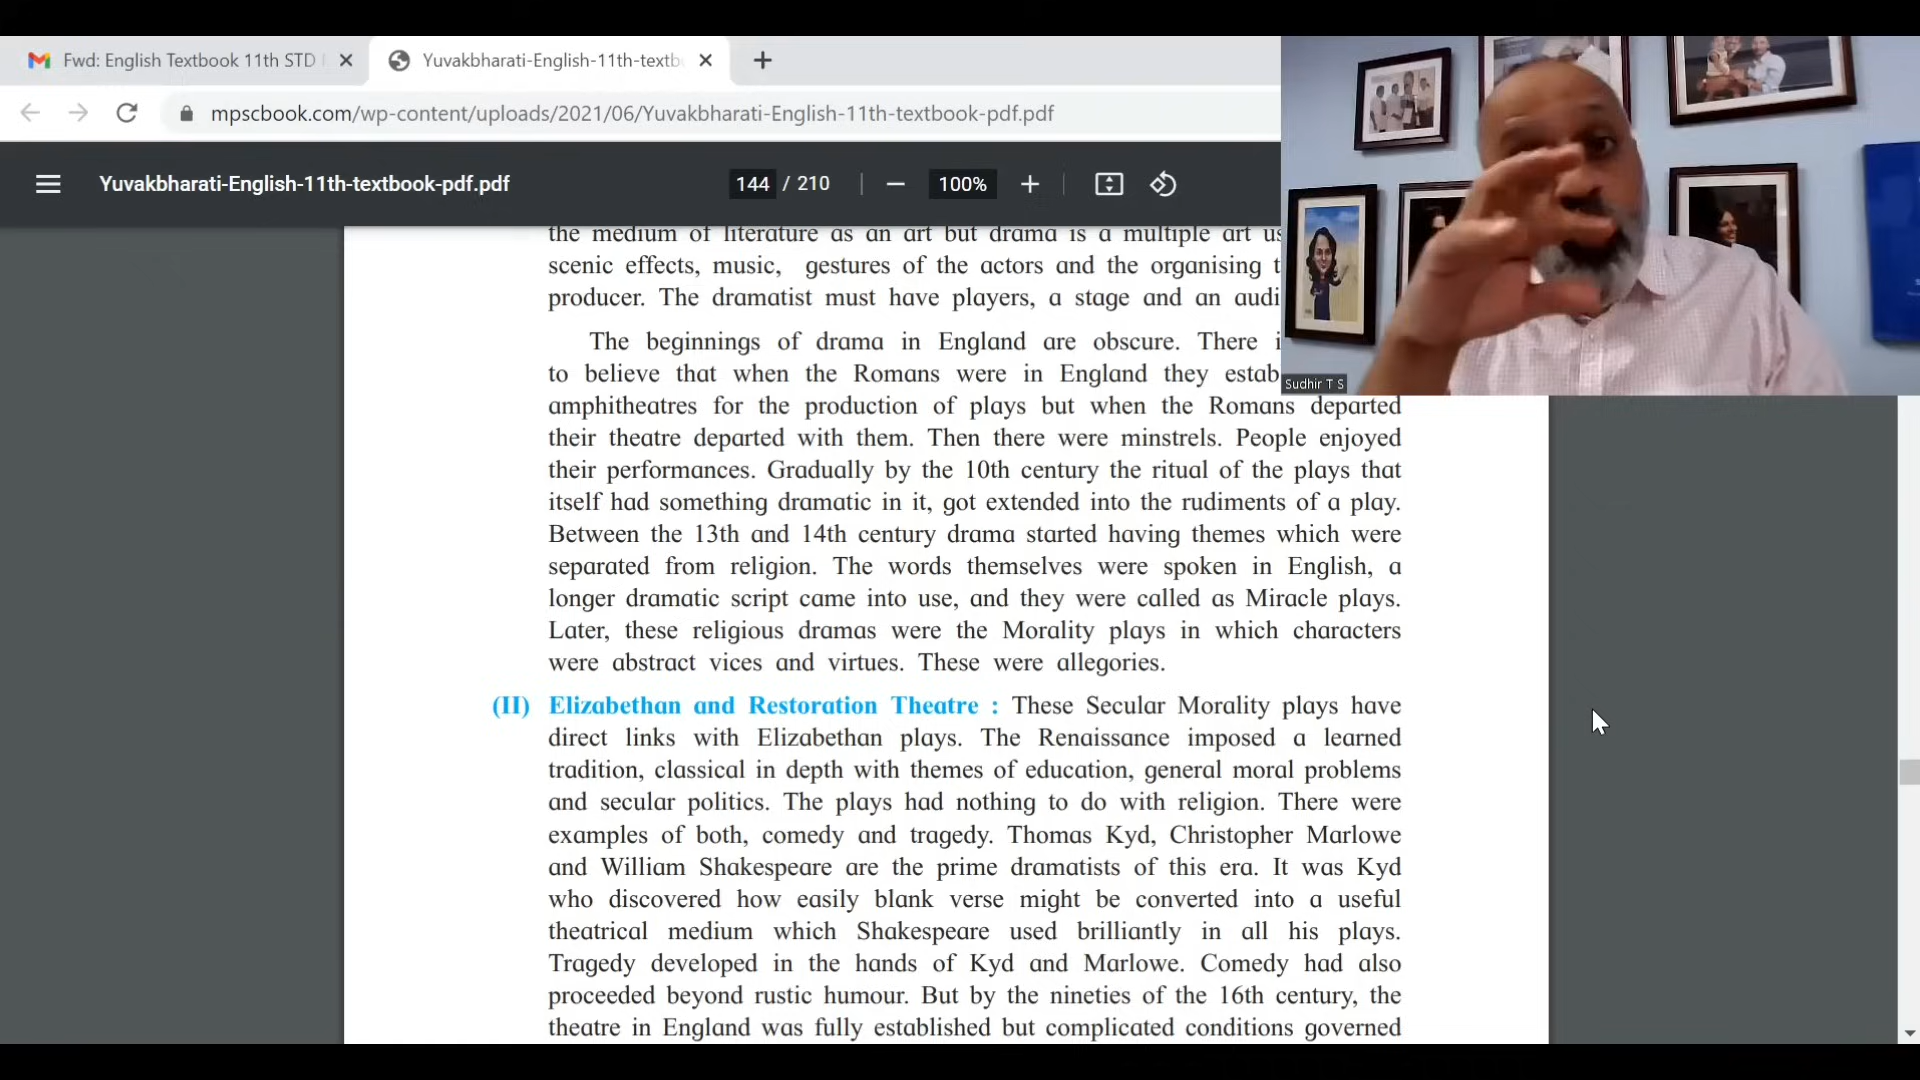 Fwd: English Textbook 11th STD
Yuvakbharati-English-11th-textb
mpscbook.com/wp-content/uploads/2021/06/Yuvakbharati-English-11th-textbook-pdf.pdf
Yuvakbharati-English-11th-textbook-pdf.pdf
144 / 210
100%
the medium of literature as an art but drama is a multiple art us
scenic effects, music, gestures of the actors and the organising t
producer. The dramatist must have players, a stage and an audi
The beginnings of drama in England are obscure. There i
to believe that when the Romans were in England they estab
amphitheatres for the production of plays but when the Romans departed
their theatre departed with them. Then there were minstrels. People enjoyed
their performances. Gradually by the 10th century the ritual of the plays that
itself had something dramatic in it, got extended into the rudiments of a play.
Between the 13th and 14th century drama started having themes which were
separated from religion. The words themselves were spoken in English, a
longer dramatic script came into use, and they were called as Miracle plays.
Later, these religious dramas were the Morality plays in which characters
were abstract vices and virtues. These were allegories.
(II) Elizabethan and Restoration Theatre : These Secular Morality plays have
direct links with Elizabethan plays. The Renaissance imposed a learned
tradition, classical in depth with themes of education, general moral problems
and secular politics. The plays had nothing to do with religion. There were
examples of both, comedy and tragedy. Thomas Kyd, Christopher Marlowe
and William Shakespeare are the prime dramatists of this era. It was Kyd
who discovered how easily blank verse might be converted into a useful
theatrical medium which Shakespeare used brilliantly in all his plays.
Tragedy developed in the hands of Kyd and Marlowe. Comedy had also
proceeded beyond rustic humour. But by the nineties of the 16th century, the
theatre in England was fully established but complicated conditions governed
Sudhir T S